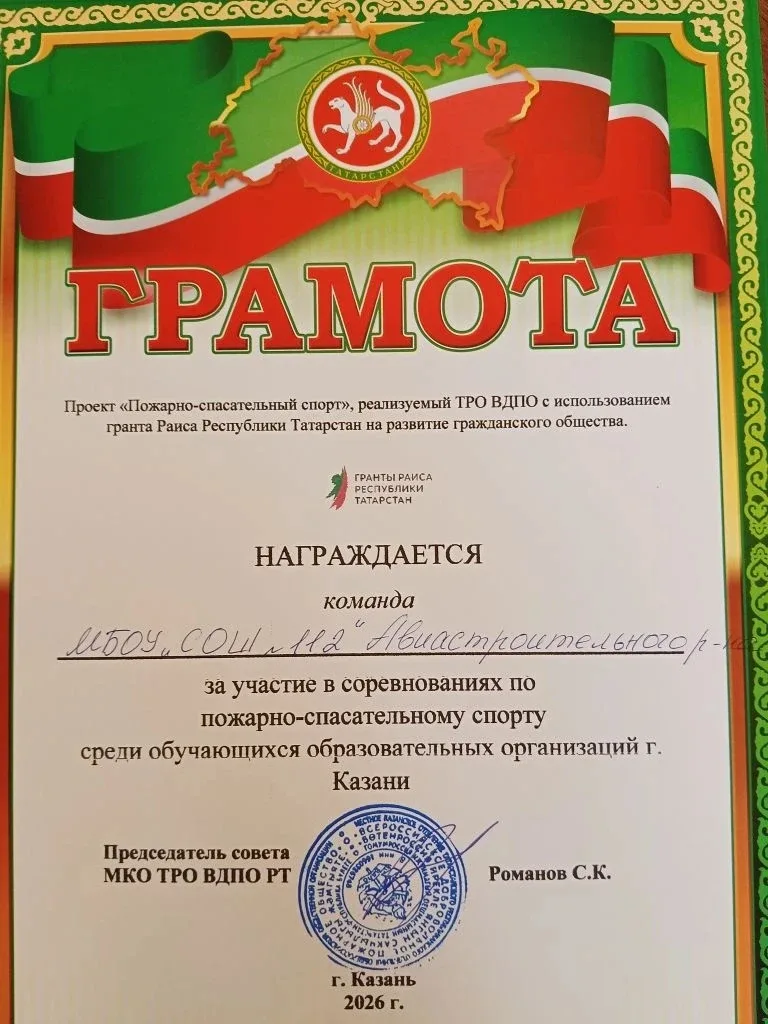 ТАТАРСТАН
ГРАМОТА
Проект «Пожарно-спасательный спорт», реализуемый ТРО ВДПО с использованием
гранта Раиса Республики Татарстан на развитие гражданского общества.
ГРАНТЫ РАИСА
РЕСПУБЛИКИ
ТАТАРСТАН
НАГРАЖДАЕТСЯ
команда
МБОУ „СОШ №112" Авиастроительного р-на
за участие в соревнованиях по
пожарно-спасательному спорту
среди обучающихся образовательных организаций г.
Казани
Председатель совета
МКО ТРО ВДПО РТ
Романов С.К.
г. Казань
2026 г.